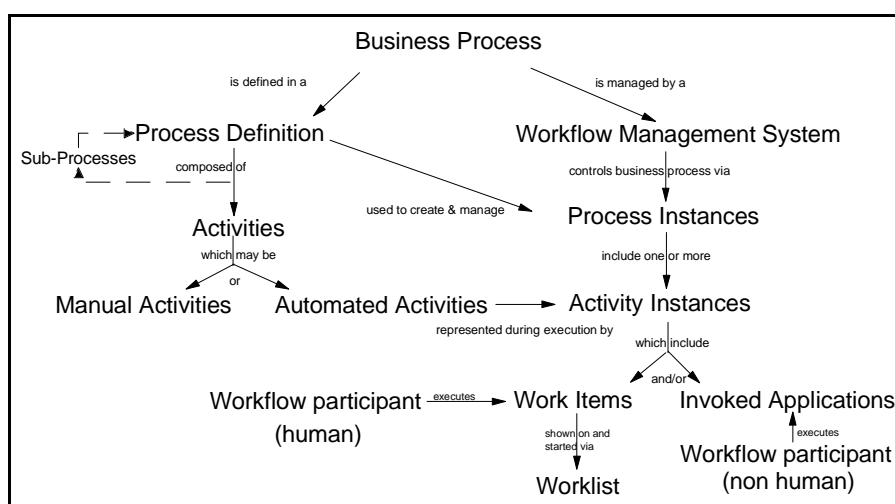 Business Process
is defined in a
is managed by a
Process Definition
Workflow Management System
Sub-Processes
composed of
controls business process via
used to create & manage
Process Instances
Activities
which may be
include one or more
or
Manual Activities
Automated Activities
Activity Instances
represented during execution by
which include
and/or
Workflow participant
(human)
executes
Work Items
Invoked Applications
shown on and
started via
executes
Workflow participant
(non human)
Worklist